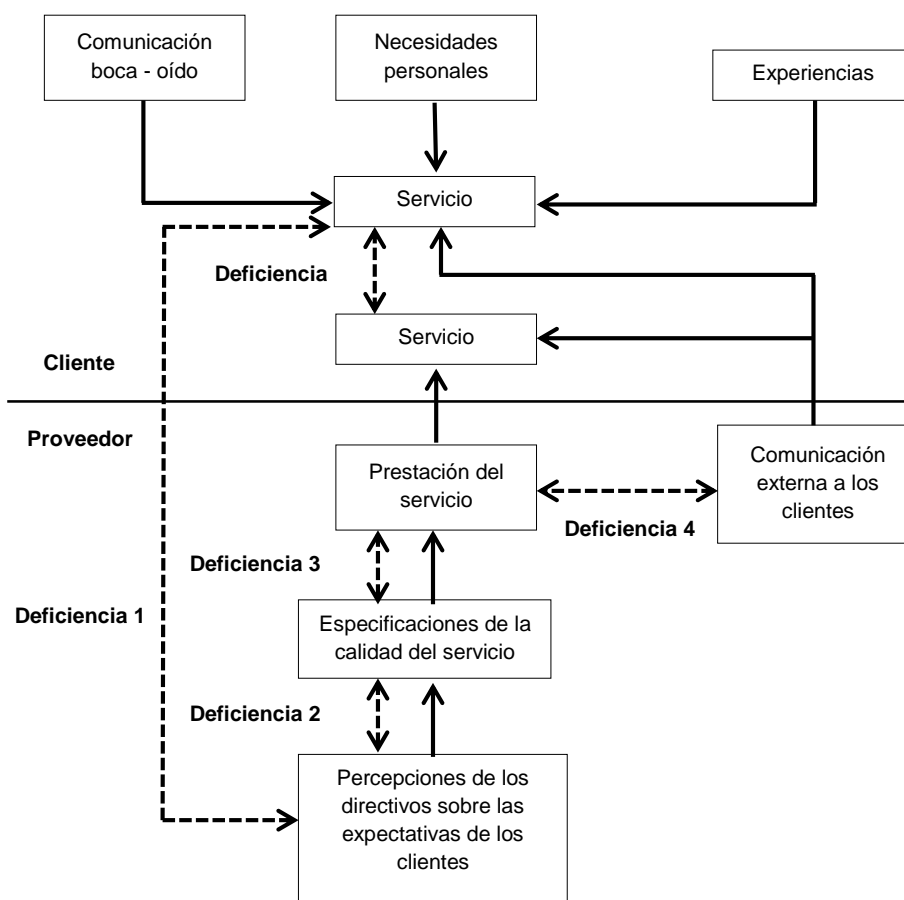 Comunicación
boca - oído
Necesidades
personales
Experiencias
Servicio
Deficiencia
Servicio
Cliente
Proveedor
Prestación del
servicio
Comunicación
externa a los
clientes
Deficiencia 4
Deficiencia 3
Deficiencia 1
Especificaciones de la
calidad del servicio
Deficiencia 2
Percepciones de los
directivos sobre las
expectativas de los
clientes